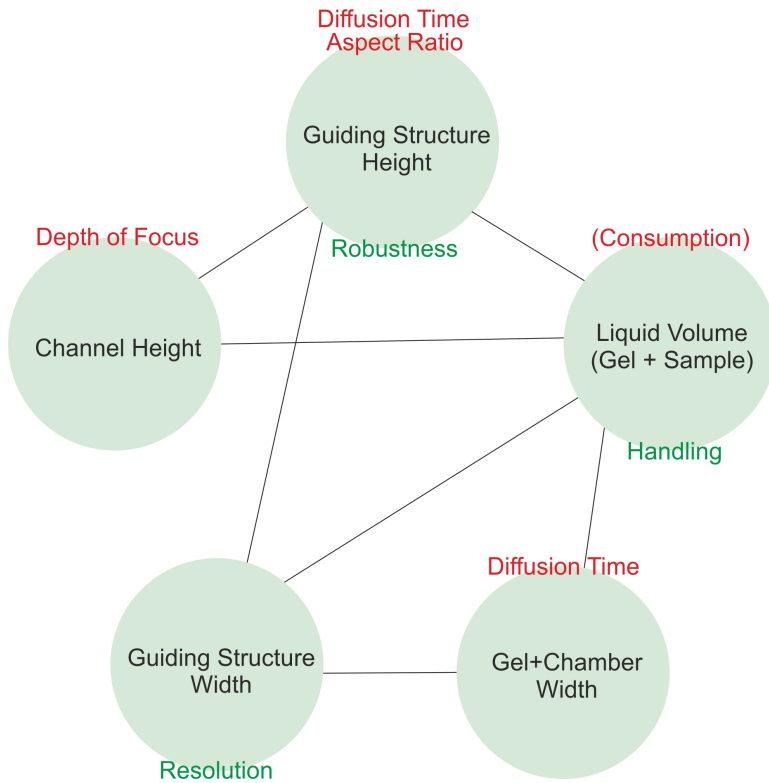 Diffusion Time
Aspect Ratio
Guiding Structure
Height
Robustness
Depth of Focus
Channel Height
(Consumption)
Liquid Volume
(Gel + Sample)
Handling
Guiding Structure
Width
Resolution
Diffusion Time
Gel+Chamber
Width